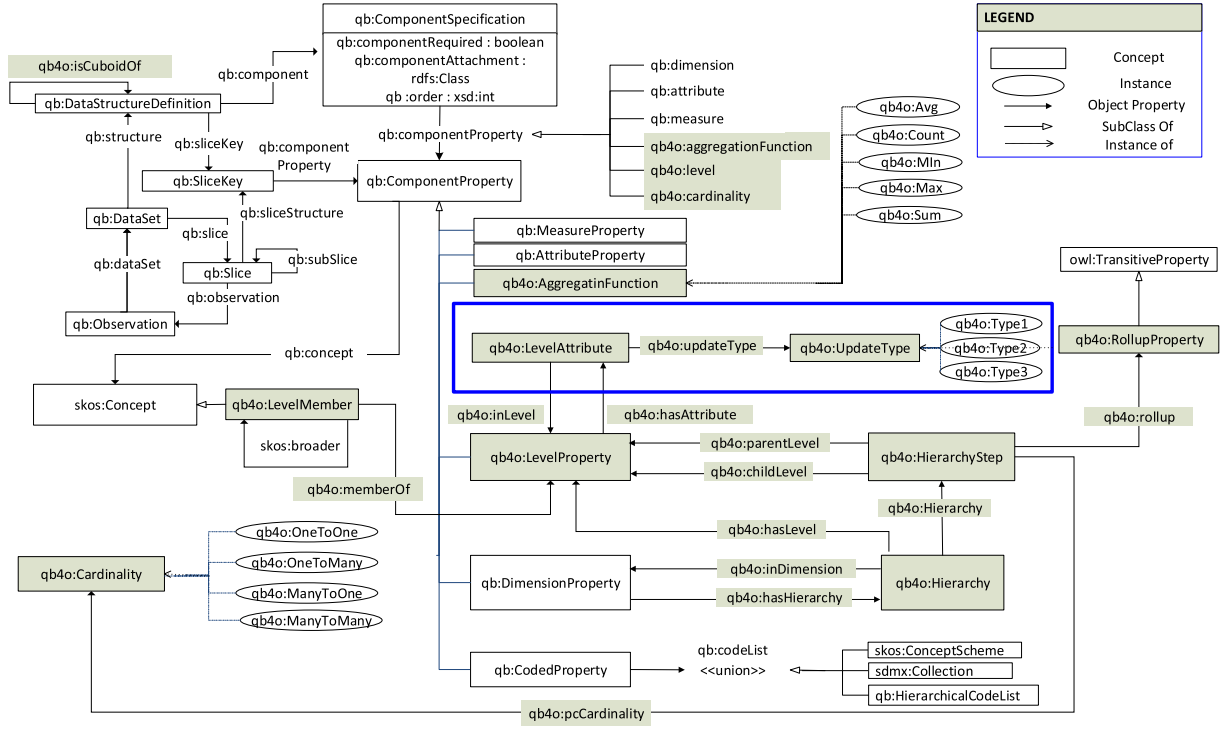 qb:ComponentSpecification
qb:componentRequired : boolean
qb:componentAttachment :
rdfs:Class
qb :order : xsd:int
LEGEND
Concept
Instance
Object Property
SubClass Of
Instance of
qb4o:isCuboidOf
qb:component
qb:DataStructureDefinition
qb:structure
qb:sliceKey
qb:component
Property
qb:SliceKey
qb:sliceStructure
qb:DataSet
qb:slice
qb:dataSet
qb:Slice
qb:subSlice
qb:observation
qb:Observation
qb:componentProperty
qb:ComponentProperty
qb:dimension
qb:attribute
qb:measure
qb4o:aggregationFunction
qb4o:level
qb4o:cardinality
qb4o:Avg
qb4o:Count
qb4o:MIn
qb4o:Max
qb4o:Sum
qb:MeasureProperty
qb:AttributeProperty
qb4o:AggregatinFunction
owl:TransitiveProperty
qb4o:LevelAttribute
qb4o:updateType
qb4o:UpdateType
qb4o:Type1
qb4o:Type2
qb4o:Type3
qb4o:RollupProperty
qb:concept
skos:Concept
qb4o:LevelMember
skos:broader
qb4o:memberOf
qb4o:inLevel
qb4o:hasAttribute
qb4o:rollup
qb4o:LevelProperty
qb4o:parentLevel
qb4o:childLevel
qb4o:HierarchyStep
qb4o:Hierarchy
qb4o:hasLevel
qb4o:OneToOne
qb4o:OneToMany
qb4o:ManyToOne
qb4o:ManyToMany
qb4o:Cardinality
qb:DimensionProperty
qb4o:inDimension
qb4o:hasHierarchy
qb4o:Hierarchy
qb:CodedProperty
qb:codeList
<<union>>
skos:ConceptScheme
sdmx:Collection
qb:HierarchicalCodeList
qb4o:pcCardinality